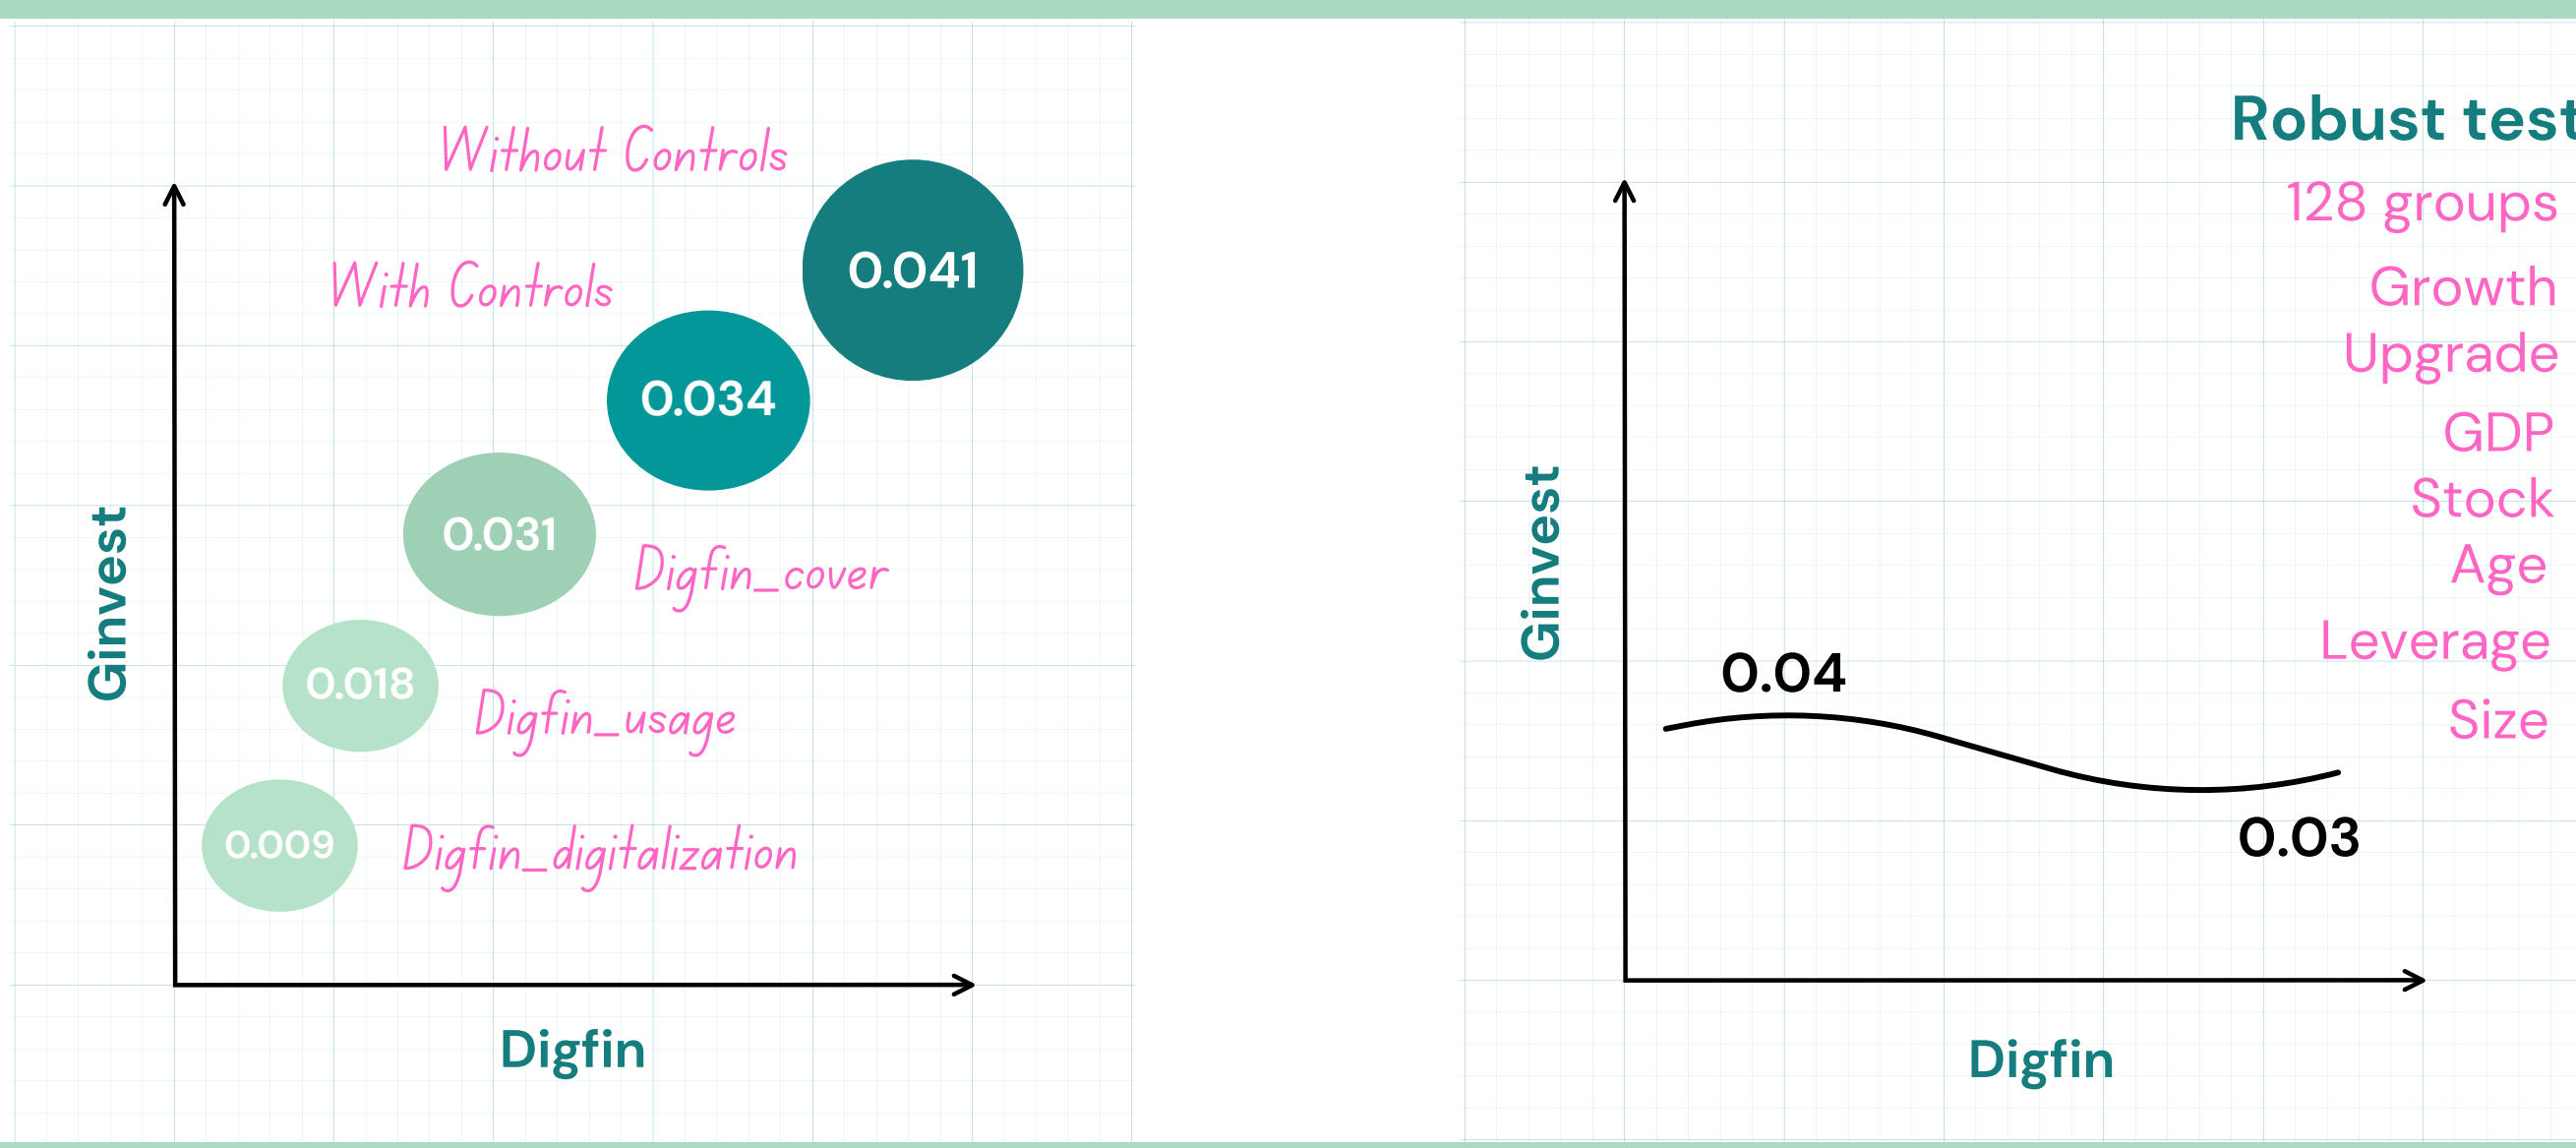 Without Controls
0.041
With Controls
0.034
0.031
Digfin_cover
0.018
Digfin_usage
0.009
Digfin_digitalization
Ginvest
Digfin
Robust test
128 groups
Growth
Upgrade
GDP
Stock
Age
Leverage
Size
0.04
0.03
Ginvest
Digfin